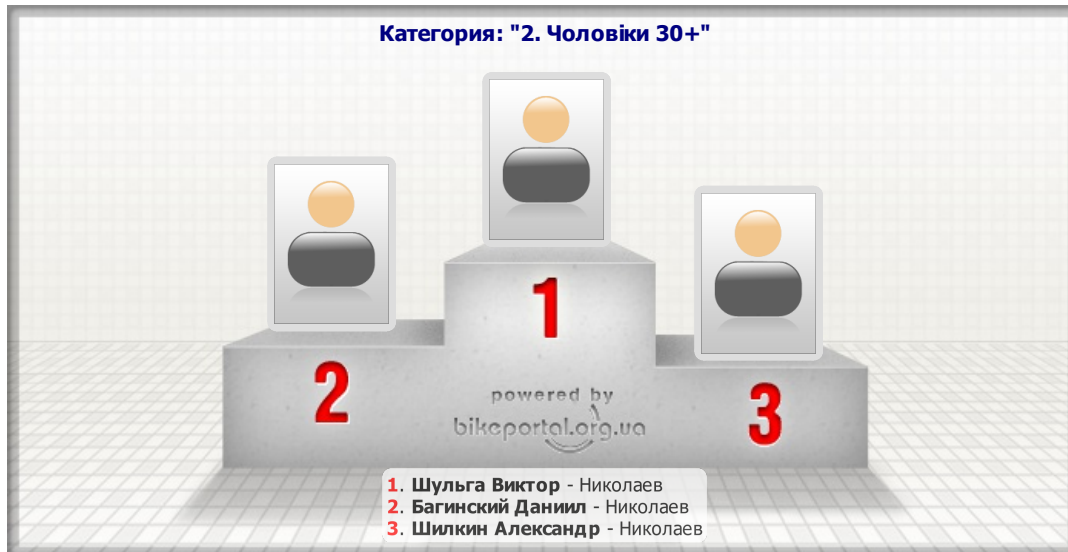 Категория: "2. Чоловіки 30+"
1
2
3
powered by
bikeportal.org.ua
1. Шульга Виктор - Николаев
2. Багинский Даниил - Николаев
3. Шилкин Александр - Николаев